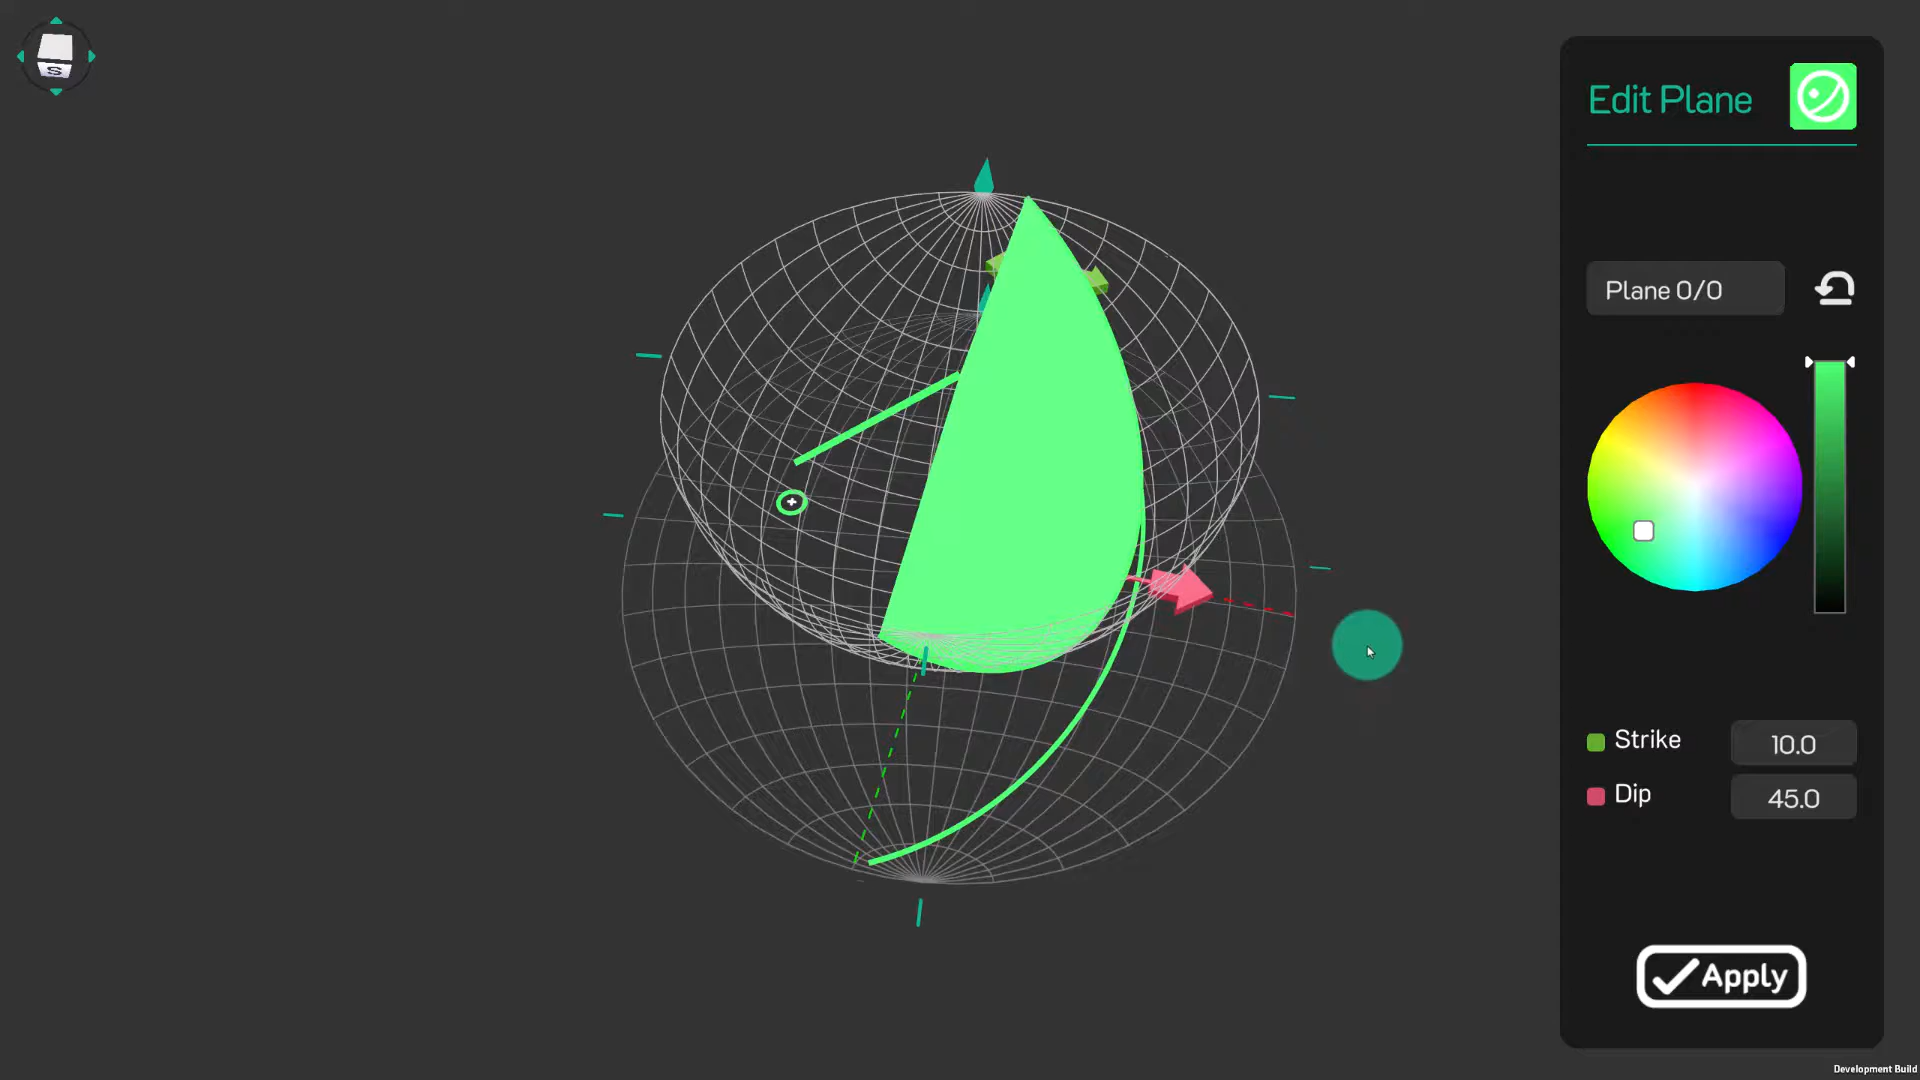 S
Edit Plane
Plane 0/0
Strike 10.0
Dip 45.0
Apply
Development Build